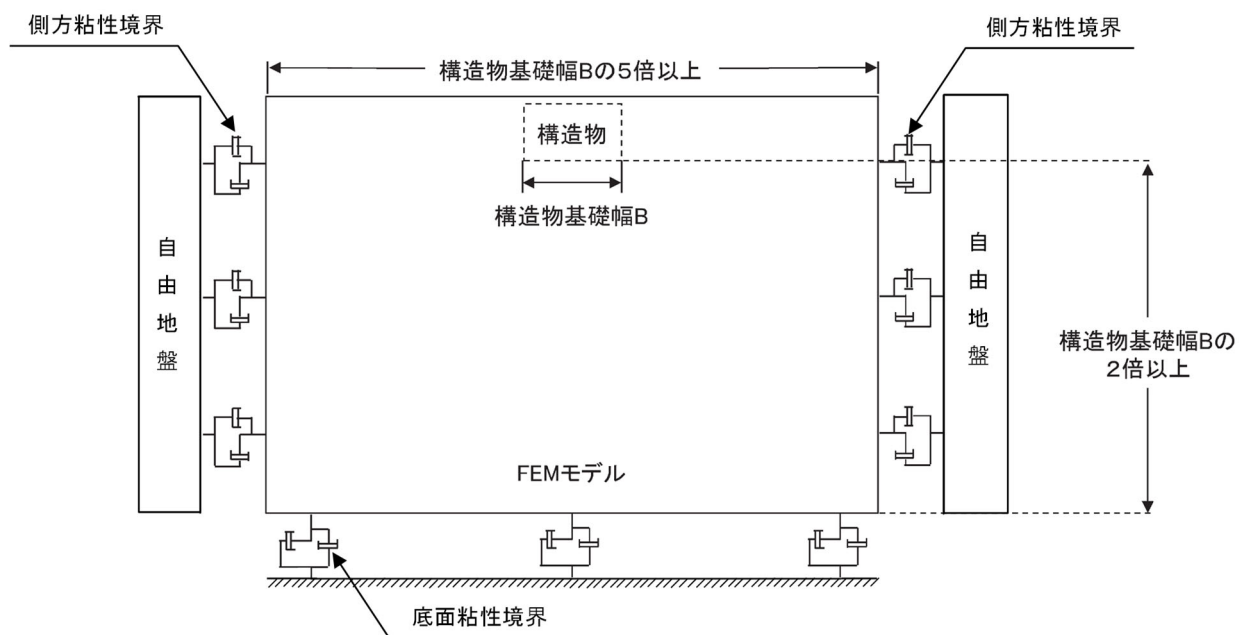 側方粘性境界
側方粘性境界
構造物基礎幅Bの5倍以上
構造物
構造物基礎幅B
自由地盤
自由地盤
構造物基礎幅Bの
2倍以上
FEMモデル
底面粘性境界